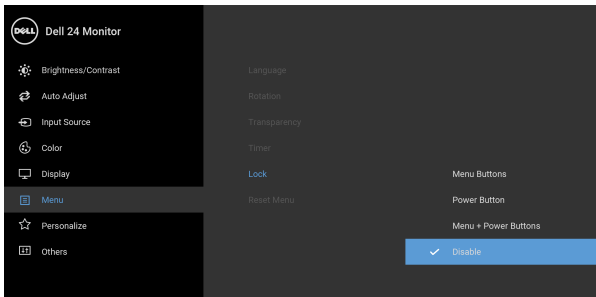 DELL Dell 24 Monitor
Brightness/Contrast
Auto Adjust
Input Source
Color
Display
Menu
Personalize
Others
Language
Rotation
Transparency
Timer
Lock
Reset Menu
Menu Buttons
Power Button
Menu + Power Buttons
Disable